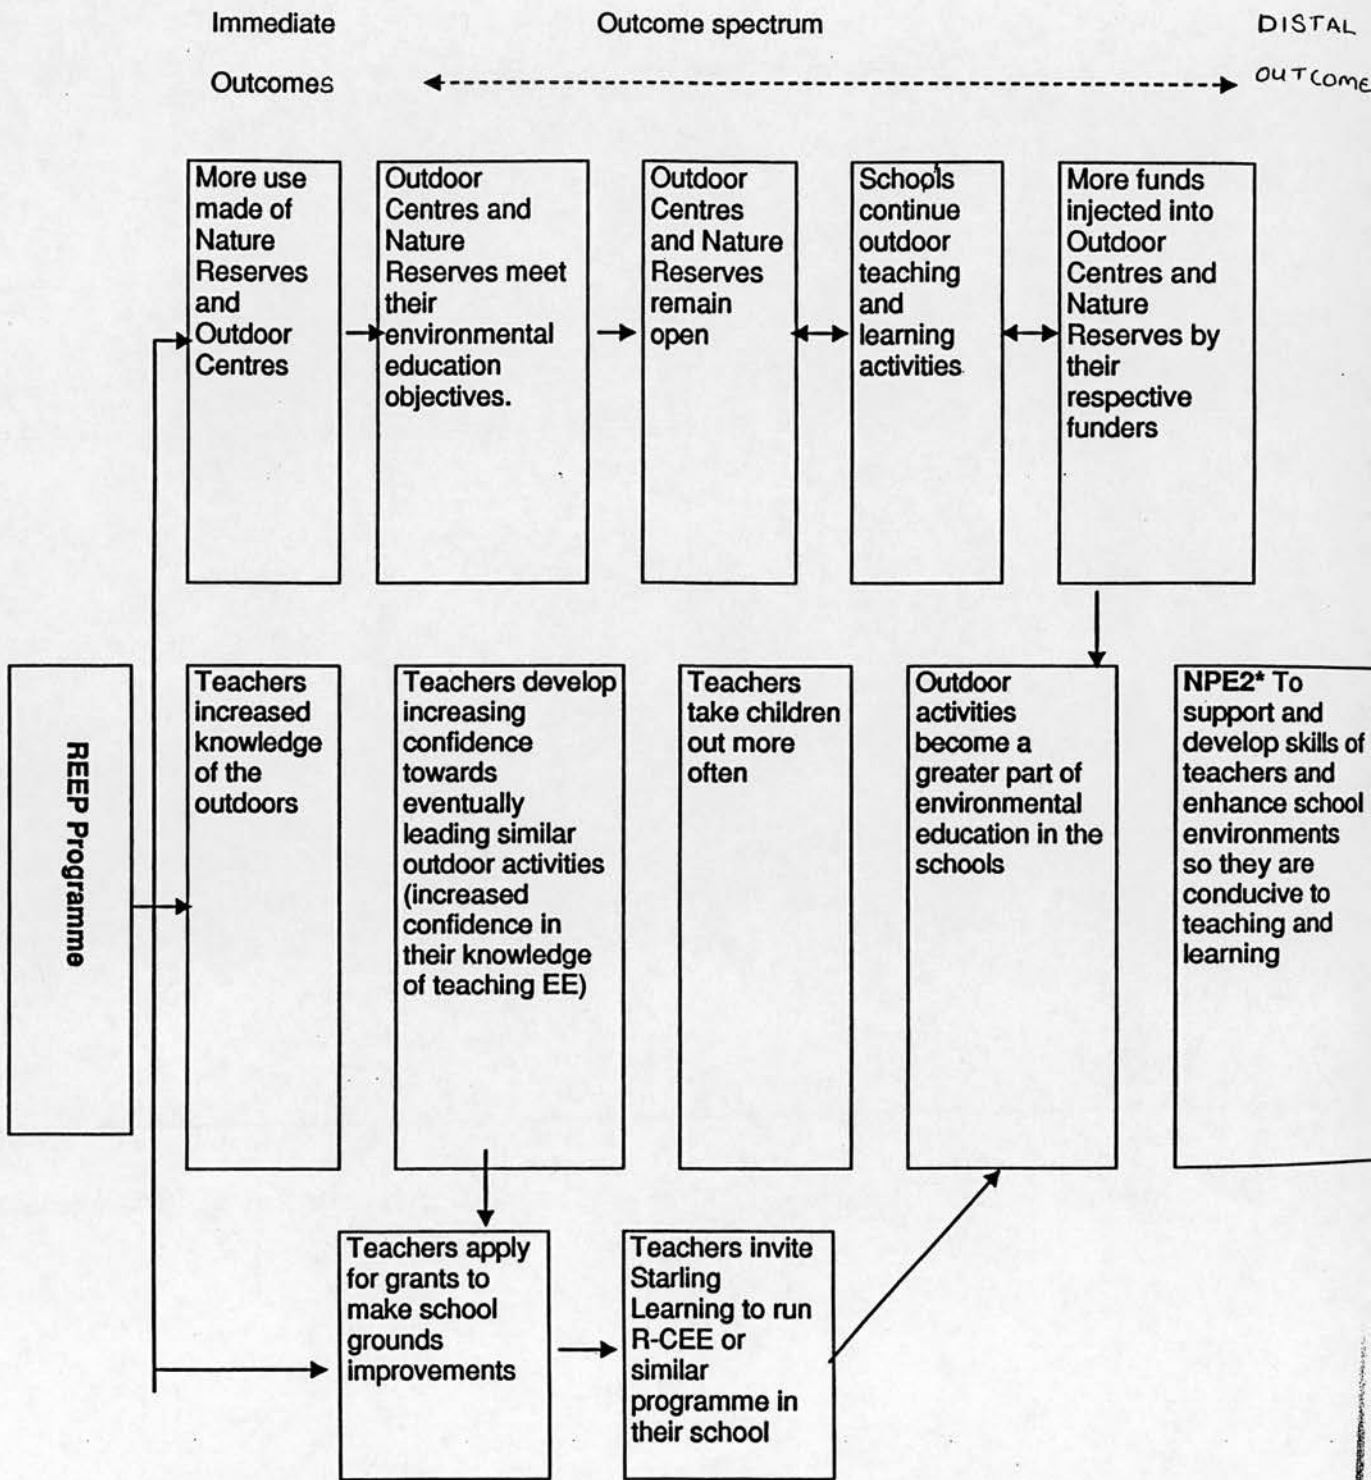 Immediate
Outcomes
Outcome spectrum
DISTAL
OUTCOME
More use
made of
Nature
Reserves
and
Outdoor
Centres
Outdoor
Centres and
Nature
Reserves meet
their
environmental
education
objectives.
Outdoor
Centres
and Nature
Reserves
remain
open
Schools
continue
outdoor
teaching
and
learning
activities
More funds
injected into
Outdoor
Centres and
Nature
Reserves by
their
respective
funders
REEP Programme
Teachers
increased
knowledge
of the
outdoors
Teachers develop
increasing
confidence
towards
eventually
leading similar
outdoor activities
(increased
confidence in
their knowledge
of teaching EE)
Teachers
take children
out more
often
Outdoor
activities
become a
greater part of
environmental
education in the
schools
NPE2* To
support and
develop skills of
teachers and
enhance school
environments
so they are
conducive to
teaching and
learning
Teachers apply
for grants to
make school
grounds
improvements
Teachers invite
Starling
Learning to run
R-CEE or
similar
programme in
their school